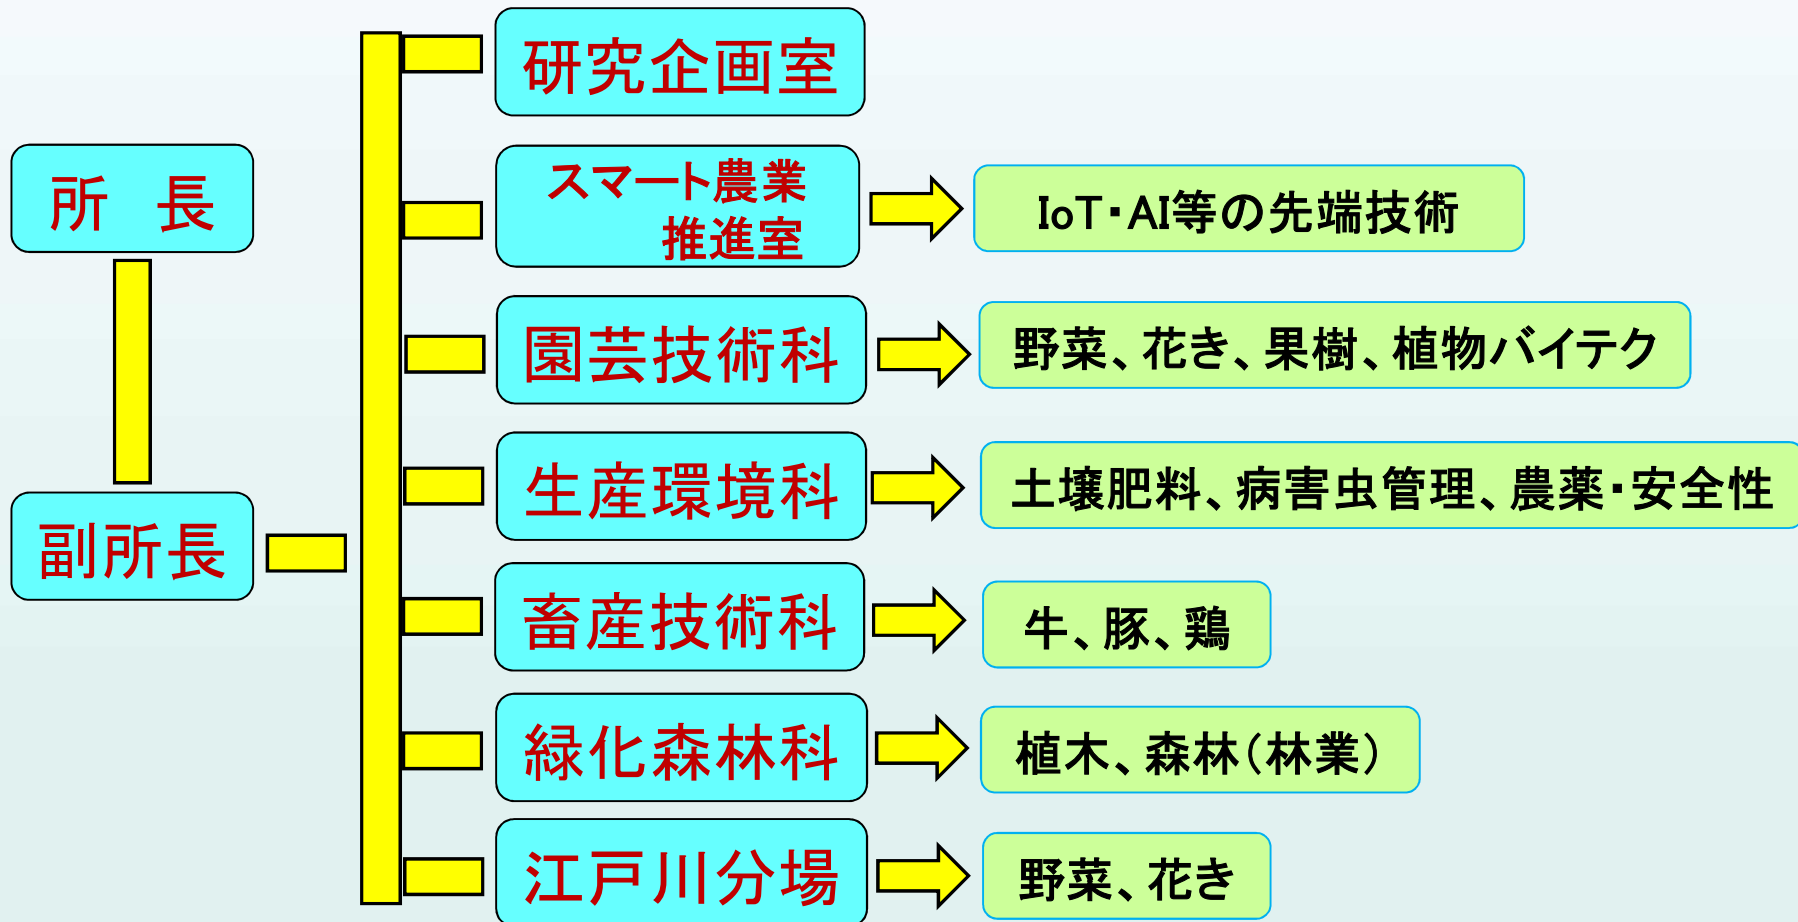 所　長
副所長
研究企画室
スマート農業
推進室
IoT・AI等の先端技術
園芸技術科
野菜、花き、果樹、植物バイテク
生産環境科
土壌肥料、病害虫管理、農薬・安全性
畜産技術科
牛、豚、鶏
緑化森林科
植木、森林（林業）
江戸川分場
野菜、花き